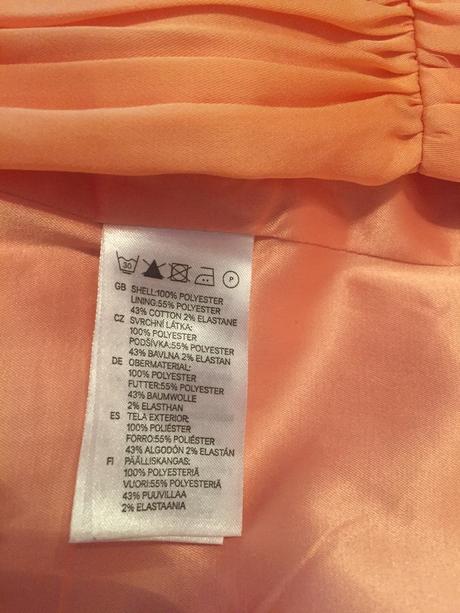 30 P
GB SHELL:100% POLYESTER
LINING:55% POLYESTER
43% COTTON 2% ELASTANE
CZ SVRCHNÍ LÁTKA:
100% POLYESTER
PODŠÍVKA:55% POLYESTER
43% BAVLNA 2% ELASTAN
DE OBERMATERIAL:
100% POLYESTER
FUTTER:55% POLYESTER
43% BAUMWOLLE
2% ELASTHAN
ES TELA EXTERIOR:
100% POLIÉSTER
FORRO:55% POLIÉSTER
43% ALGODÓN 2% ELASTÁN
FI PÄÄLLISKANGAS:
100% POLYESTERIÄ
VUORI:55% POLYESTERIÄ
43% PUUVILLAA
2% ELASTAANIA